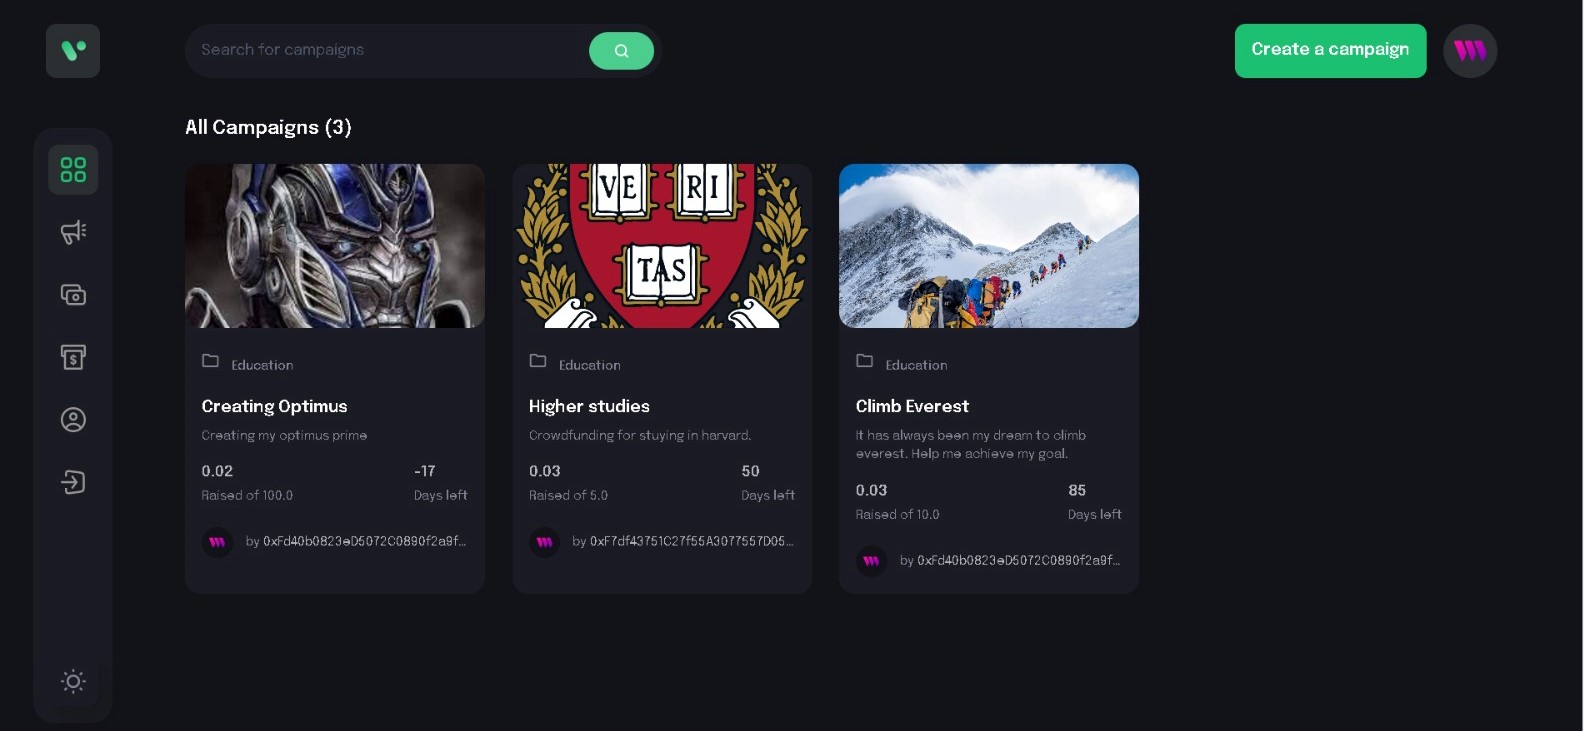 Search for campaigns
Create a campaign
All Campaigns (3)
VE RI
TAS
Education
Creating Optimus
Creating my optimus prime
0.02
-17
Raised of 100.0
Days left
by 0xFd40b0823eD5072C0890f2a9f...
Education
Higher studies
Crowdfunding for stuying in harvard.
0.03
50
Raised of 5.0
Days left
by 0xF7df43751C27f55A3077557D05...
Education
Climb Everest
It has always been my dream to climb
everest. Help me achieve my goal.
0.03
85
Raised of 10.0
Days left
by 0xFd40b0823eD5072C0890f2a9f...